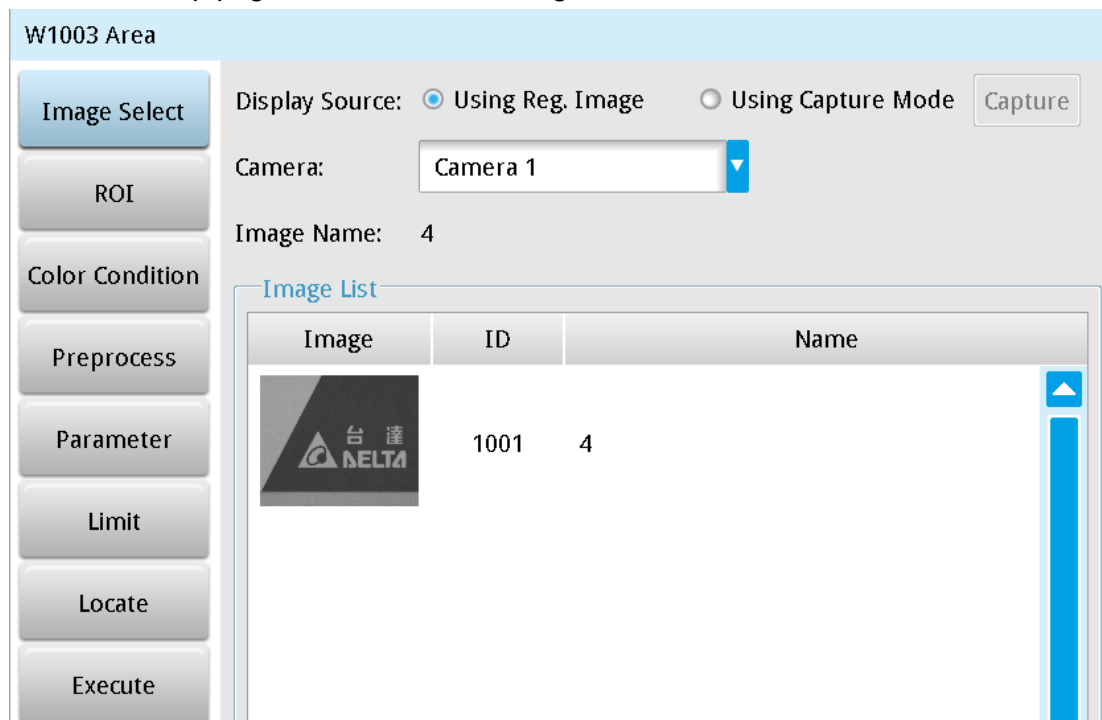 W1003 Area
Image Select
ROI
Color Condition
Preprocess
Parameter
Limit
Locate
Execute
Display Source: Using Reg. Image Using Capture Mode Capture
Camera: Camera 1
Image Name: 4
Image List
Image ID Name
台達
DELTA
1001 4